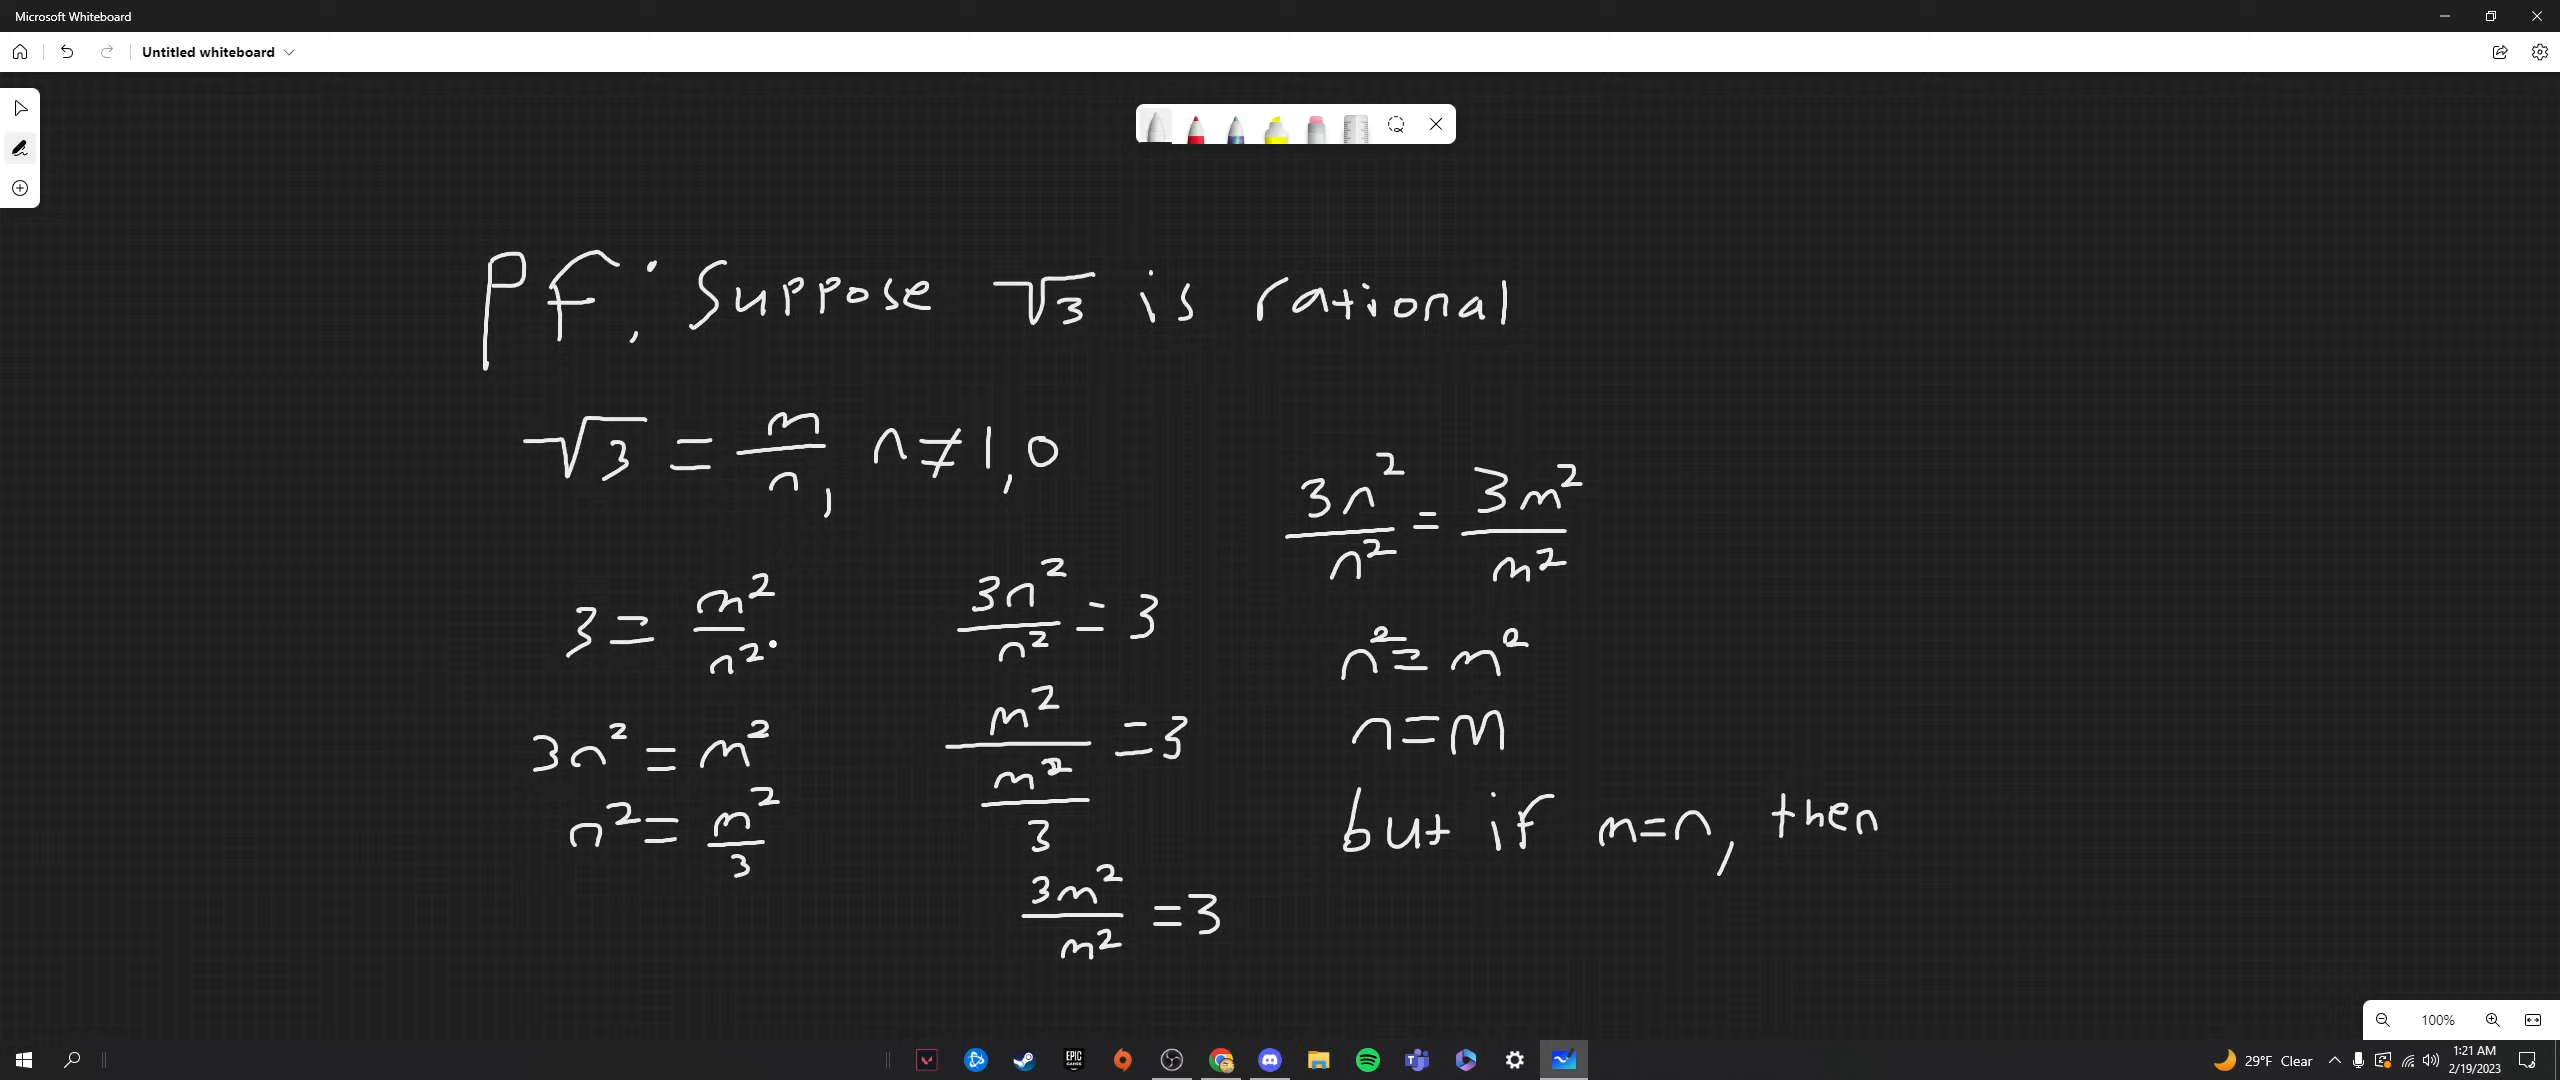 Microsoft Whiteboard
Untitled whiteboard
Pf: Suppose √3 is rational
√3 = m/n, n≠1,0
3 = m²/n²
3n² = m²
n² = m²/3
3n²/n² = 3
m²/(m²/3) = 3
3m²/m² = 3
3n²/n² = 3m²/m²
n² = m²
n = m
but if m=n, then
100%
EPIC GAMES
29°F Clear
1:21 AM
2/19/2023